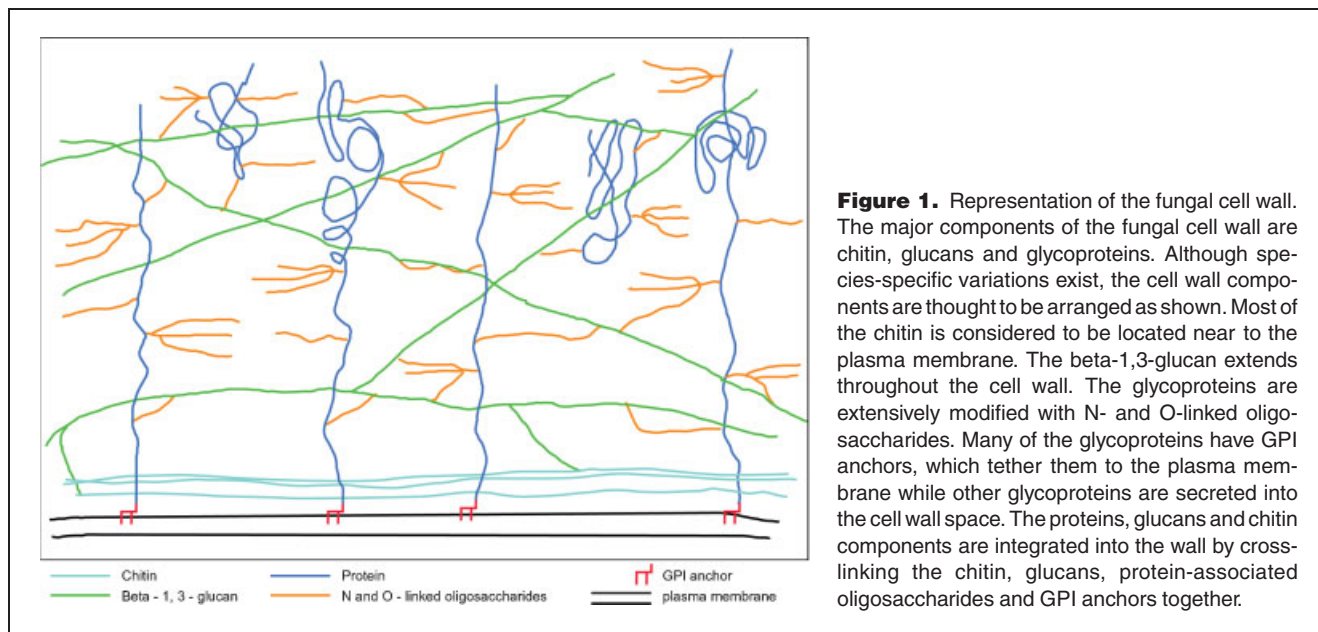 Figure 1. Representation of the fungal cell wall.
The major components of the fungal cell wall are
chitin, glucans and glycoproteins. Although spe-
cies-specific variations exist, the cell wall compo-
nents are thought to be arranged as shown. Most of
the chitin is considered to be located near to the
plasma membrane. The beta-1,3-glucan extends
throughout the cell wall. The glycoproteins are
extensively modified with N- and O-linked oligo-
saccharides. Many of the glycoproteins have GPI
anchors, which tether them to the plasma mem-
brane while other glycoproteins are secreted into
the cell wall space. The proteins, glucans and chitin
components are integrated into the wall by cross-
linking the chitin, glucans, protein-associated
oligosaccharides and GPI anchors together.
Chitin
Protein
GPI anchor
Beta - 1, 3 - glucan
N and O - linked oligosaccharides
plasma membrane